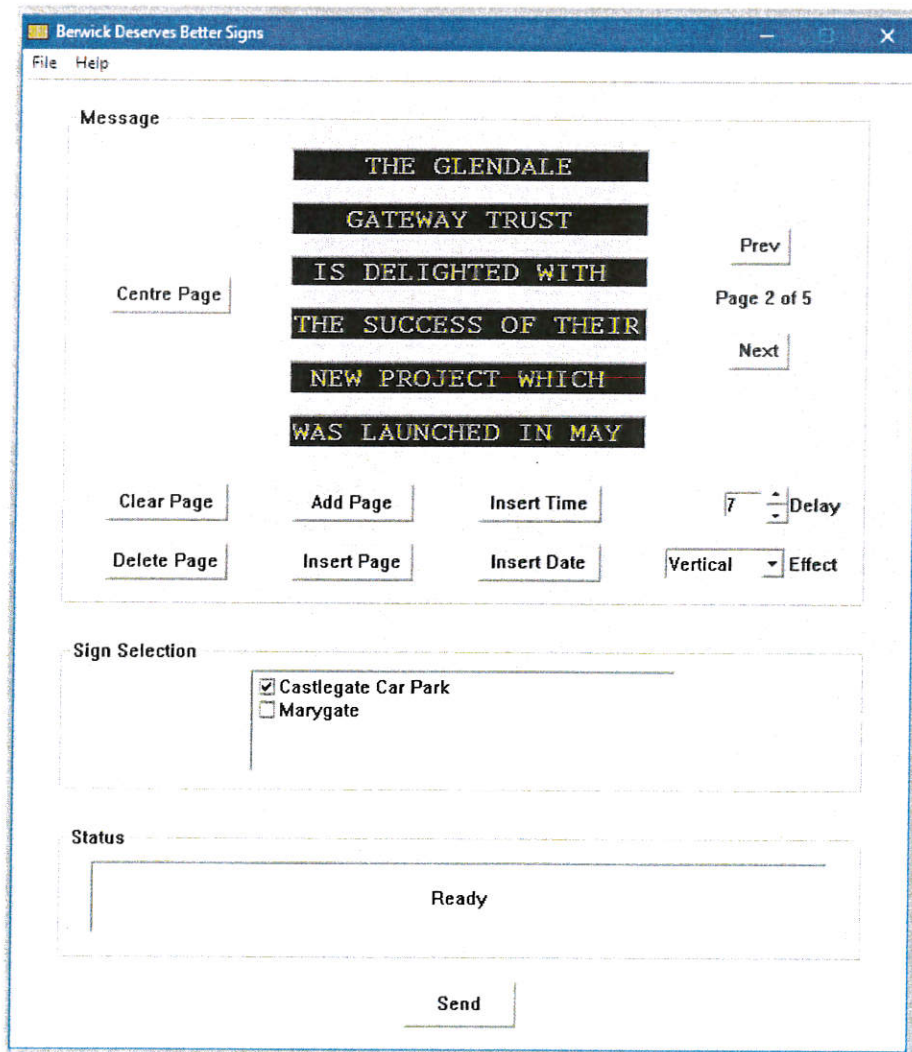 Berwick Deserves Better Signs
File Help
Message
THE GLENDALE
GATEWAY TRUST
IS DELIGHTED WITH
THE SUCCESS OF THEIR
NEW PROJECT WHICH
WAS LAUNCHED IN MAY
Centre Page
Prev
Page 2 of 5
Next
Clear Page Add Page Insert Time 7 Delay
Delete Page Insert Page Insert Date Vertical Effect
Sign Selection
Castlegate Car Park
Marygate
Status
Ready
Send